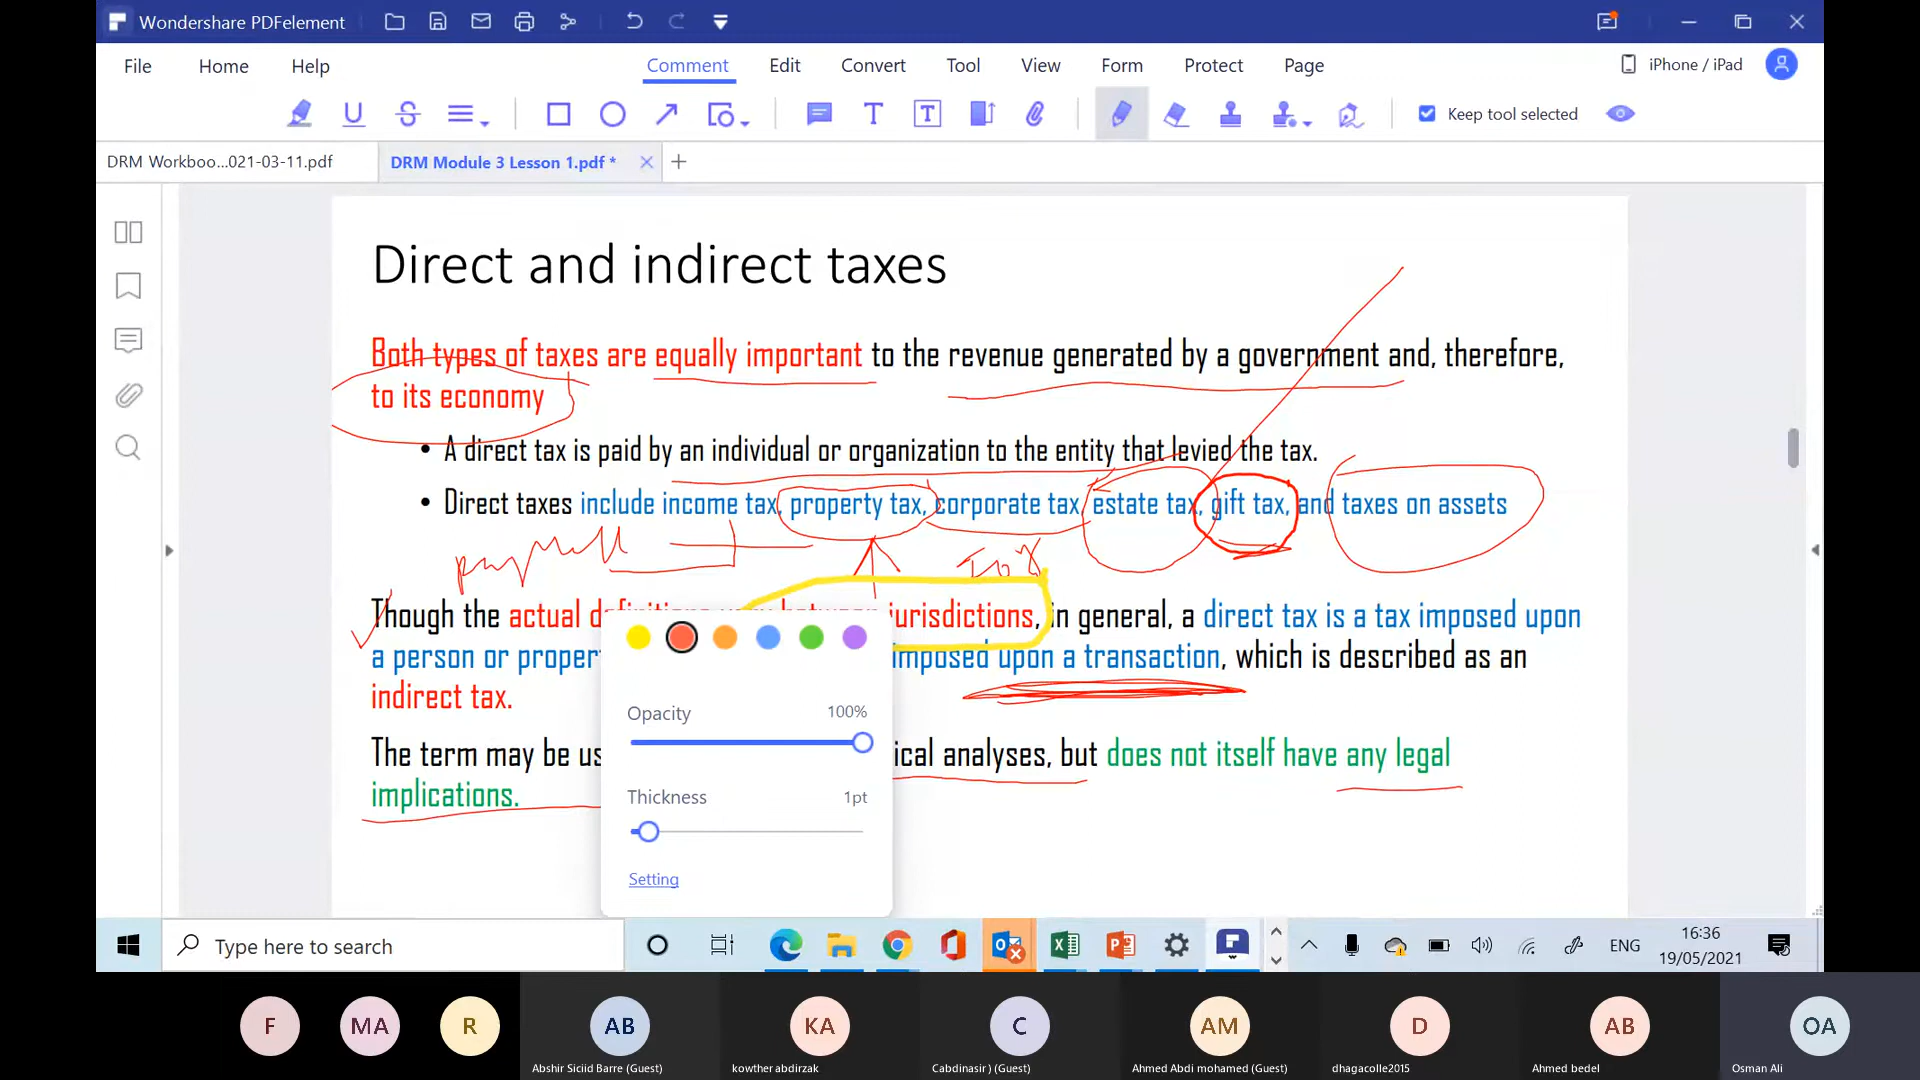 Wondershare PDFelement
File Home Help Comment Edit Convert Tool View Form Protect Page iPhone / iPad
Keep tool selected
DRM Workboo...021-03-11.pdf
DRM Module 3 Lesson 1.pdf *
Direct and indirect taxes
Both types of taxes are equally important to the revenue generated by a government and, therefore,
to its economy
• A direct tax is paid by an individual or organization to the entity that levied the tax.
• Direct taxes include income tax, property tax, corporate tax, estate tax, gift tax, and taxes on assets
Though the actual jurisdictions, in general, a direct tax is a tax imposed upon
a person or imposed upon a transaction, which is described as an
indirect tax.
The term may be analyses, but does not itself have any legal
implications.
Opacity 100%
Thickness 1pt
Setting
Type here to search
ENG
16:36
19/05/2021
F MA R AB KA C AM D AB OA
Abshir Siciid Barre (Guest)
kowther abdirzak
Cabdinasir ) (Guest)
Ahmed Abdi mohamed (Guest)
dhagacolle2015
Ahmed bedel
Osman Ali